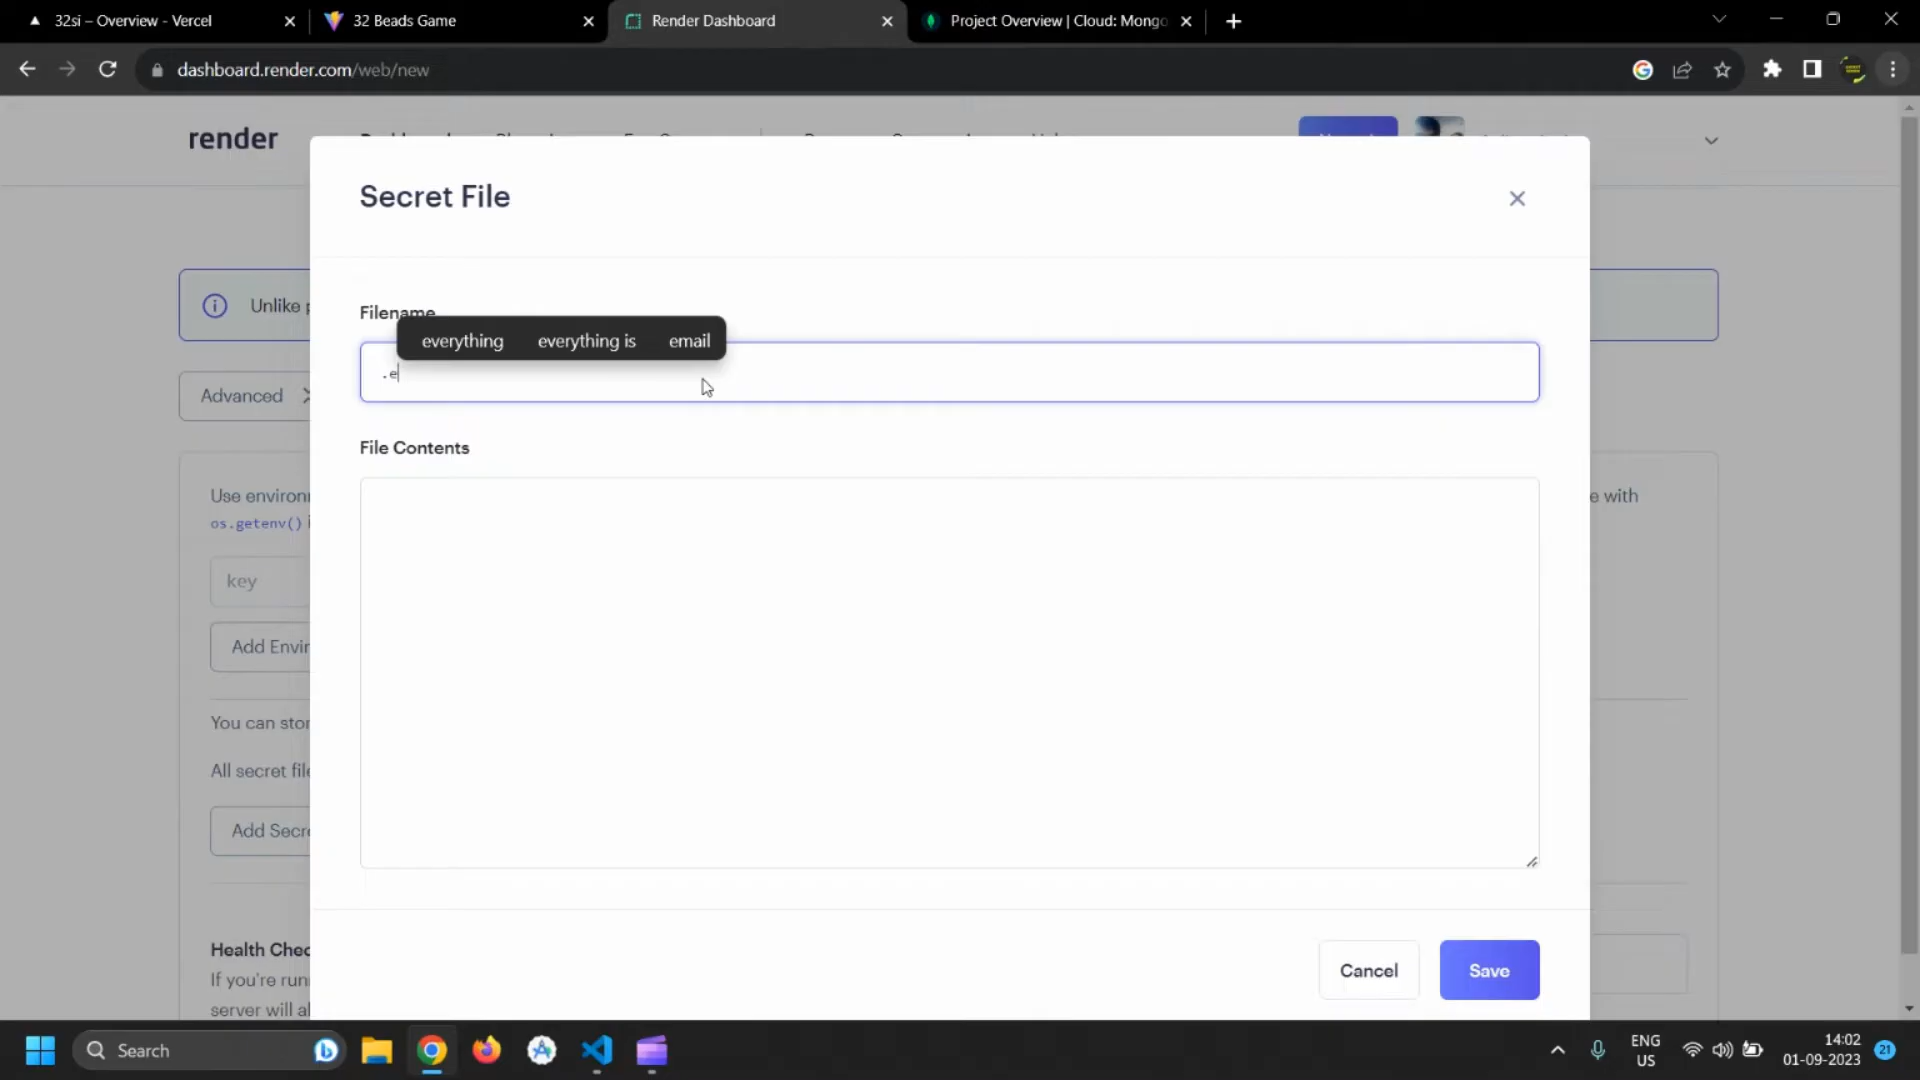 32si – Overview - Vercel
32 Beads Game
Render Dashboard
Project Overview | Cloud: Mongo
dashboard.render.com/web/new
render
Secret File
Unlike
Filename
everything everything is email
.e
Advanced
File Contents
Use environ
e with
os.getenv()
key
Add Envir
You can stor
All secret file
Add Secre
Health Chec
If you're run
server will al
Cancel
Save
Search
ENG
US
14:02
01-09-2023
21